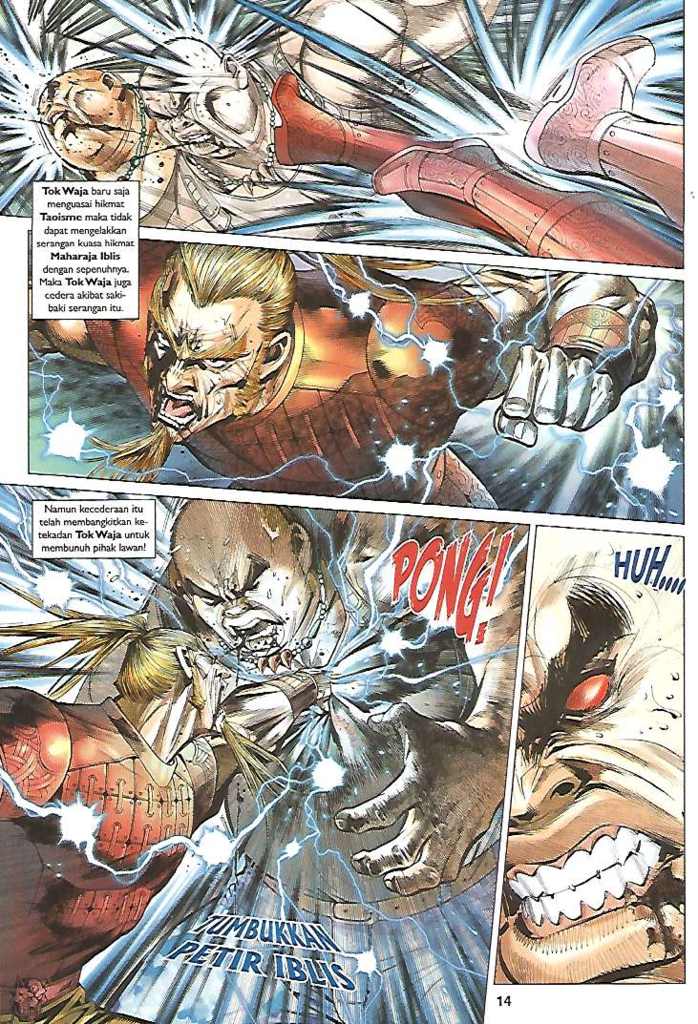 Tok Waja baru saja
menguasai hikmat
Taoisme maka tidak
dapat mengelakkan
serangan kuasa hikmat
Maharaja Iblis
dengan sepenuhnya.
Maka Tok Waja juga
cedera akibat saki-
baki serangan itu.
Namun kecederaan itu
telah membangkitkan ke-
tekadan Tok Waja untuk
membunuh pihak lawan!
PONG!
HUH.....
TUMBUKKAN
PETIR IBLIS
14